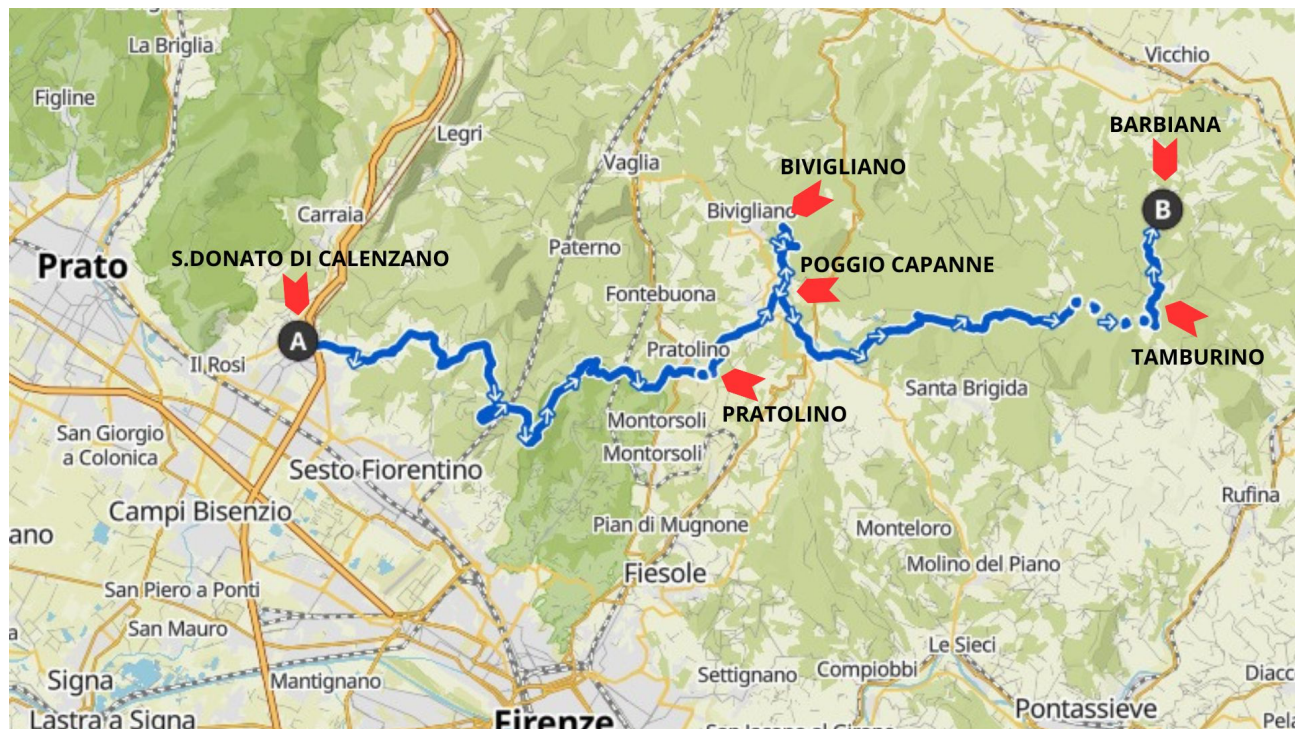 La Briglia
Vicchio
Figline
BARBIANA
Legri
Vaglia
BIVIGLIANO
Bivigliano
B
Carraia
Paterno
S.DONATO DI CALENZANO
Prato
POGGIO CAPANNE
Fontebuona
A
Pratolino
TAMBURINO
Il Rosi
Santa Brigida
PRATOLINO
Montorsoli
San Giorgio
a Colonica
Montorsoli
Sesto Fiorentino
Rufina
Campi Bisenzio
Pian di Mugnone
Monteloro
ano
Molino del Piano
Fiesole
San Piero a Ponti
San Mauro
a
Le Sieci
Settignano
Compiobbi
Diacc
Signa
Mantignano
Pontassieve
Lastra a Signa
Firenze
Pela